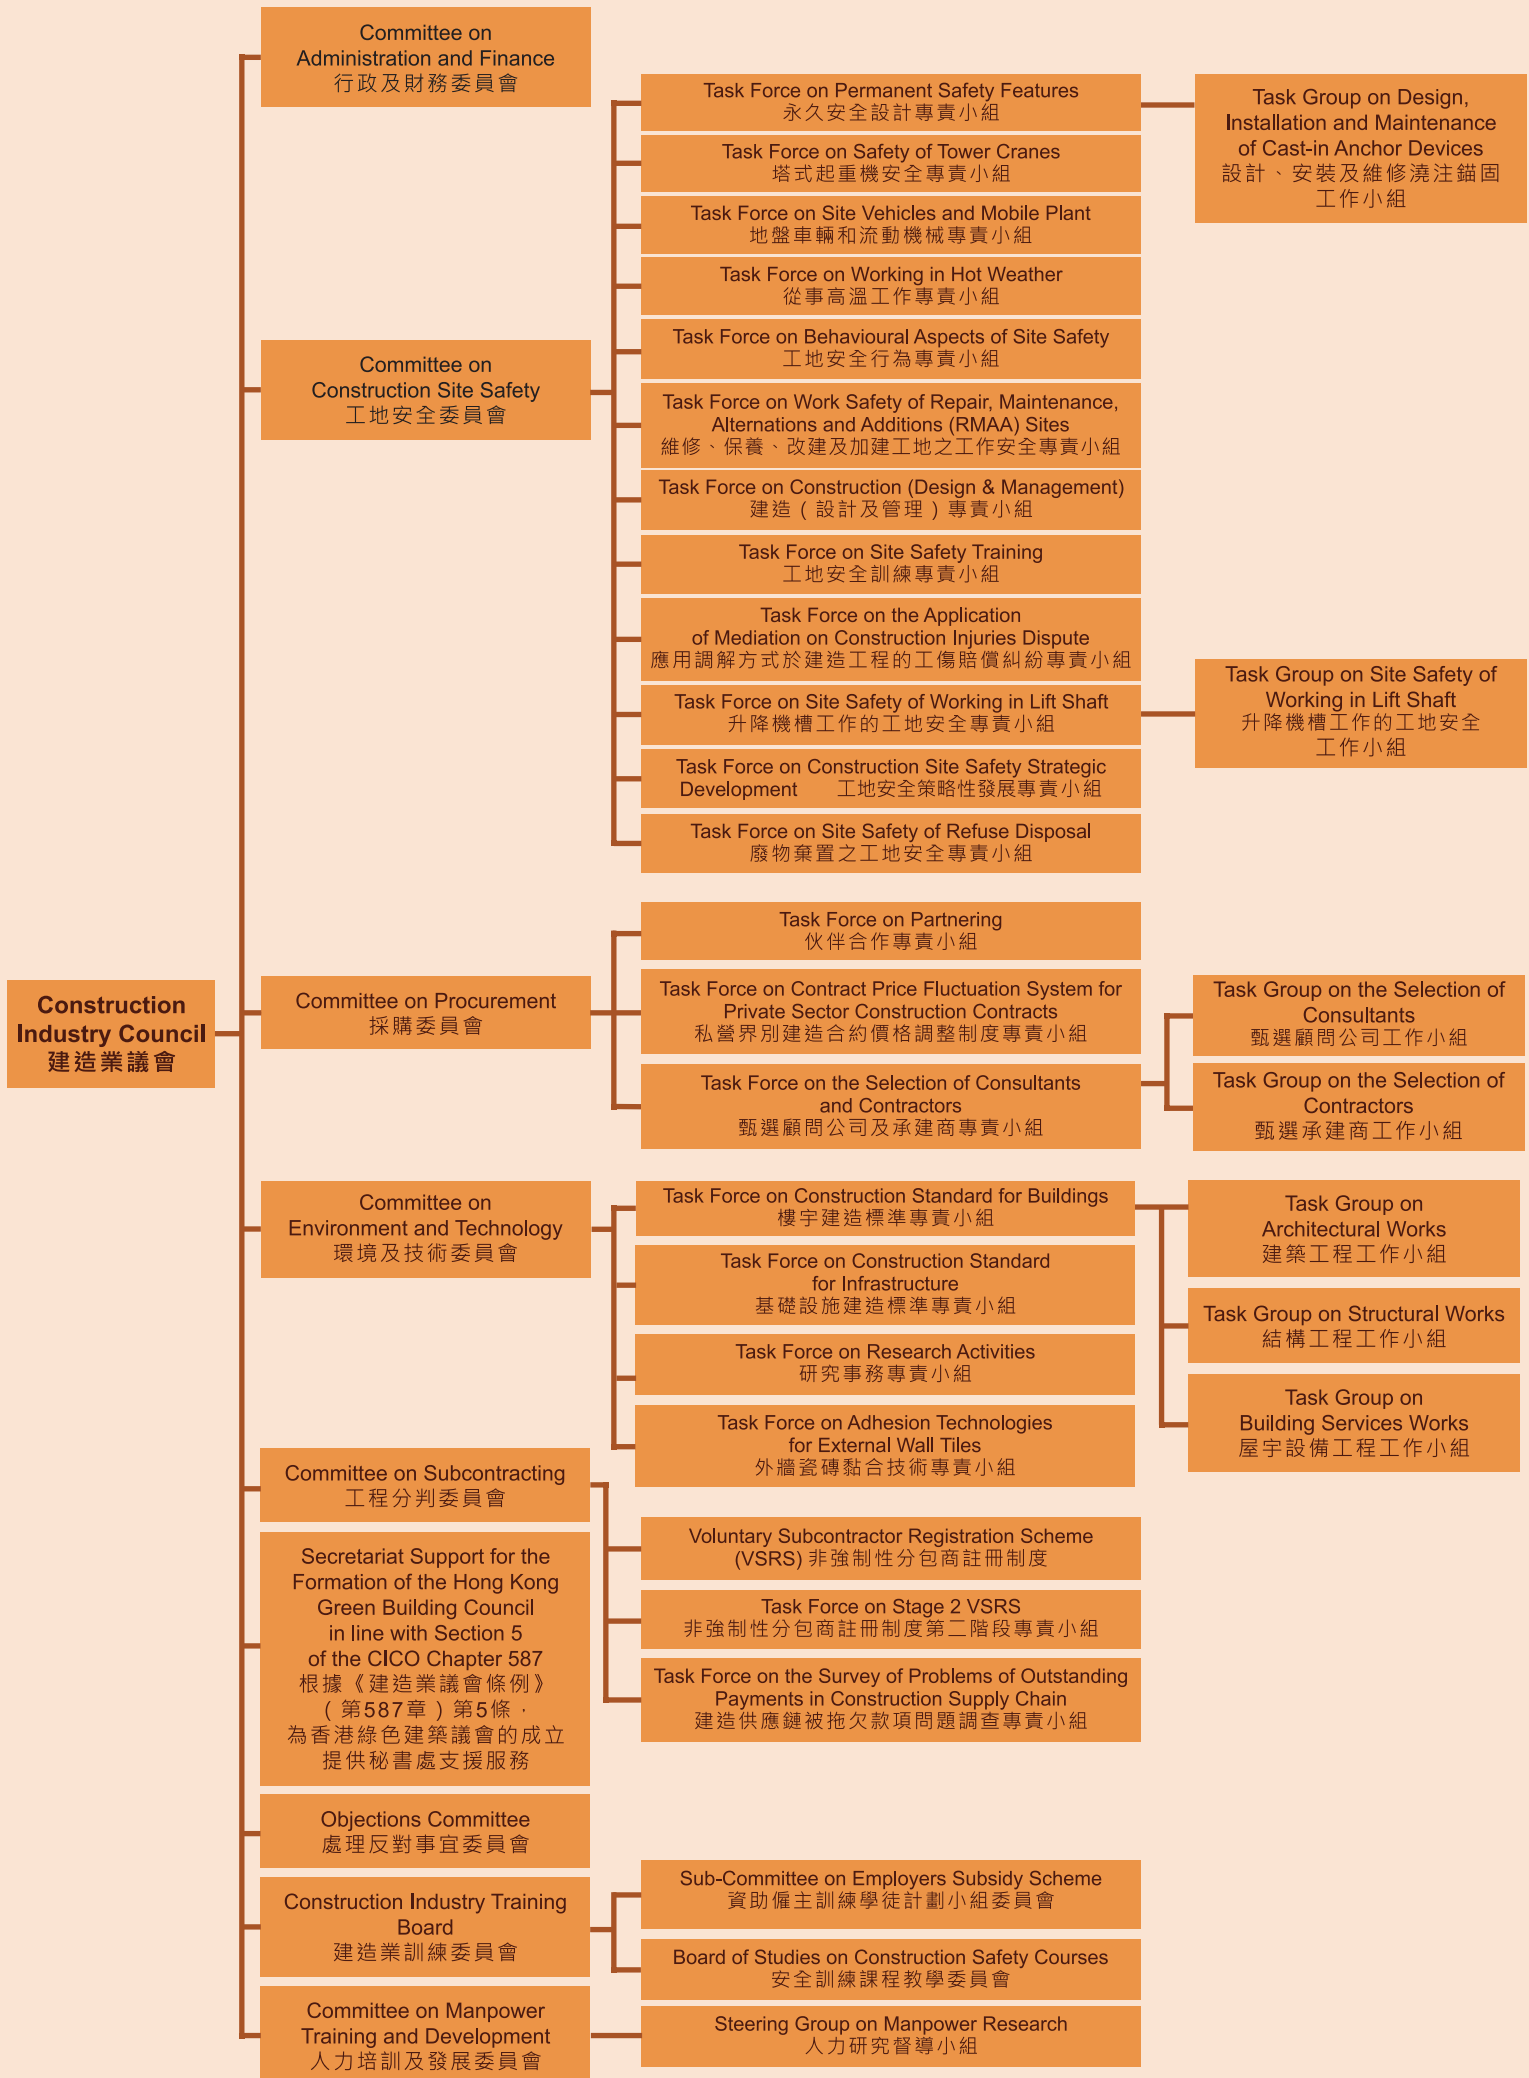 Construction
Industry Council
建造業議會
Committee on
Administration and Finance
行政及財務委員會
Committee on
Construction Site Safety
工地安全委員會
Task Force on Permanent Safety Features
永久安全設計專責小組
Task Group on Design,
Installation and Maintenance
of Cast-in Anchor Devices
設計、安裝及維修澆注錨固
工作小組
Task Force on Safety of Tower Cranes
塔式起重機安全專責小組
Task Force on Site Vehicles and Mobile Plant
地盤車輛和流動機械專責小組
Task Force on Working in Hot Weather
從事高溫工作專責小組
Task Force on Behavioural Aspects of Site Safety
工地安全行為專責小組
Task Force on Work Safety of Repair, Maintenance,
Alternations and Additions (RMAA) Sites
維修、保養、改建及加建工地之工作安全專責小組
Task Force on Construction (Design & Management)
建造（設計及管理）專責小組
Task Force on Site Safety Training
工地安全訓練專責小組
Task Force on the Application
of Mediation on Construction Injuries Dispute
應用調解方式於建造工程的工傷賠償糾紛專責小組
Task Force on Site Safety of Working in Lift Shaft
升降機槽工作的工地安全專責小組
Task Group on Site Safety of
Working in Lift Shaft
升降機槽工作的工地安全
工作小組
Task Force on Construction Site Safety Strategic
Development 工地安全策略性發展專責小組
Task Force on Site Safety of Refuse Disposal
廢物棄置之工地安全專責小組
Committee on Procurement
採購委員會
Task Force on Partnering
伙伴合作專責小組
Task Force on Contract Price Fluctuation System for
Private Sector Construction Contracts
私營界別建造合約價格調整制度專責小組
Task Force on the Selection of Consultants
and Contractors
甄選顧問公司及承建商專責小組
Task Group on the Selection of
Consultants
甄選顧問公司工作小組
Task Group on the Selection of
Contractors
甄選承建商工作小組
Committee on
Environment and Technology
環境及技術委員會
Task Force on Construction Standard for Buildings
樓宇建造標準專責小組
Task Group on
Architectural Works
建築工程工作小組
Task Group on Structural Works
結構工程工作小組
Task Group on
Building Services Works
屋宇設備工程工作小組
Task Force on Construction Standard
for Infrastructure
基礎設施建造標準專責小組
Task Force on Research Activities
研究事務專責小組
Task Force on Adhesion Technologies
for External Wall Tiles
外牆瓷磚黏合技術專責小組
Committee on Subcontracting
工程分判委員會
Voluntary Subcontractor Registration Scheme
(VSRS) 非強制性分包商註冊制度
Task Force on Stage 2 VSRS
非強制性分包商註冊制度第二階段專責小組
Task Force on the Survey of Problems of Outstanding
Payments in Construction Supply Chain
建造供應鏈被拖欠款項問題調查專責小組
Secretariat Support for the
Formation of the Hong Kong
Green Building Council
in line with Section 5
of the CICO Chapter 587
根據《建造業議會條例》
（第587章）第5條，
為香港綠色建築議會的成立
提供秘書處支援服務
Objections Committee
處理反對事宜委員會
Construction Industry Training
Board
建造業訓練委員會
Sub-Committee on Employers Subsidy Scheme
資助僱主訓練學徒計劃小組委員會
Board of Studies on Construction Safety Courses
安全訓練課程教學委員會
Committee on Manpower
Training and Development
人力培訓及發展委員會
Steering Group on Manpower Research
人力研究督導小組